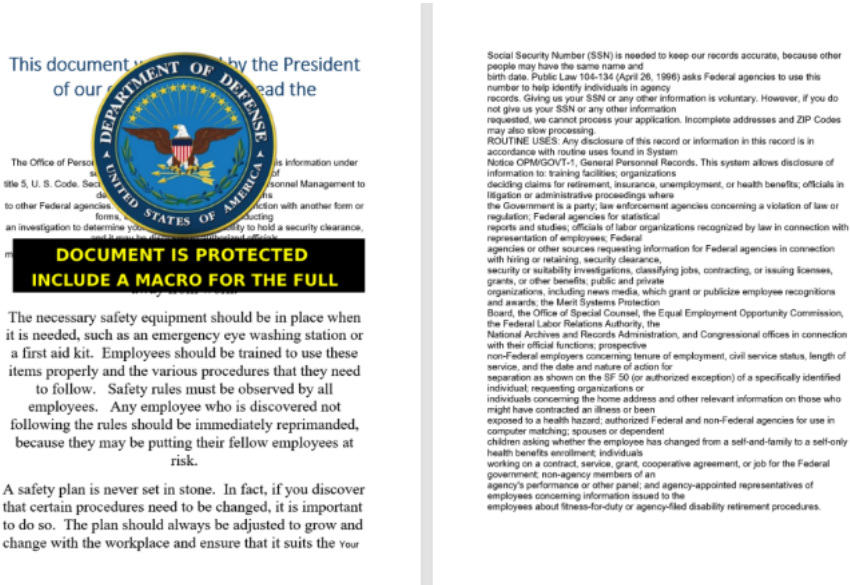 This document w by the President
of our ead the
DEPARTMENT OF DEFENSE
UNITED STATES OF AMERICA
The Office of Perso is information under
s of
title 5, U. S. Code. Sec sonnel Management to
de ns
to other Federal agencies nction with another form or
forms, ducting
an investigation to determine you ility to hold a security clearance,
DOCUMENT IS PROTECTED
INCLUDE A MACRO FOR THE FULL
The necessary safety equipment should be in place when
it is needed, such as an emergency eye washing station or
a first aid kit. Employees should be trained to use these
items properly and the various procedures that they need
to follow. Safety rules must be observed by all
employees. Any employee who is discovered not
following the rules should be immediately reprimanded,
because they may be putting their fellow employees at
risk.
A safety plan is never set in stone. In fact, if you discover
that certain procedures need to be changed, it is important
to do so. The plan should always be adjusted to grow and
change with the workplace and ensure that it suits the Your
Social Security Number (SSN) is needed to keep our records accurate, because other
people may have the same name and
birth date. Public Law 104-134 (April 26, 1996) asks Federal agencies to use this
number to help identify individuals in agency
records. Giving us your SSN or any other information is voluntary. However, if you do
not give us your SSN or any other information
requested, we cannot process your application. Incomplete addresses and ZIP Codes
may also slow processing.
ROUTINE USES: Any disclosure of this record or information in this record is in
accordance with routine uses found in System
Notice OPM/GOVT-1, General Personnel Records. This system allows disclosure of
information to: training facilities; organizations
deciding claims for retirement, insurance, unemployment, or health benefits; officials in
litigation or administrative proceedings where
the Government is a party; law enforcement agencies concerning a violation of law or
regulation; Federal agencies for statistical
reports and studies; officials of labor organizations recognized by law in connection with
representation of employees; Federal
agencies or other sources requesting information for Federal agencies in connection
with hiring or retaining, security clearance,
security or suitability investigations, classifying jobs, contracting, or issuing licenses,
grants, or other benefits; public and private
organizations, including news media, which grant or publicize employee recognitions
and awards; the Merit Systems Protection
Board, the Office of Special Counsel, the Equal Employment Opportunity Commission,
the Federal Labor Relations Authority, the
National Archives and Records Administration, and Congressional offices in connection
with their official functions; prospective
non-Federal employers concerning tenure of employment, civil service status, length of
service, and the date and nature of action for
separation as shown on the SF 50 (or authorized exception) of a specifically identified
individual; requesting organizations or
individuals concerning the home address and other relevant information on those who
might have contracted an illness or been
exposed to a health hazard; authorized Federal and non-Federal agencies for use in
computer matching; spouses or dependent
children asking whether the employee has changed from a self-and-family to a self-only
health benefits enrollment; individuals
working on a contract, service, grant, cooperative agreement, or job for the Federal
government; non-agency members of an
agency's performance or other panel; and agency-appointed representatives of
employees concerning information issued to the
employees about fitness-for-duty or agency-filed disability retirement procedures.